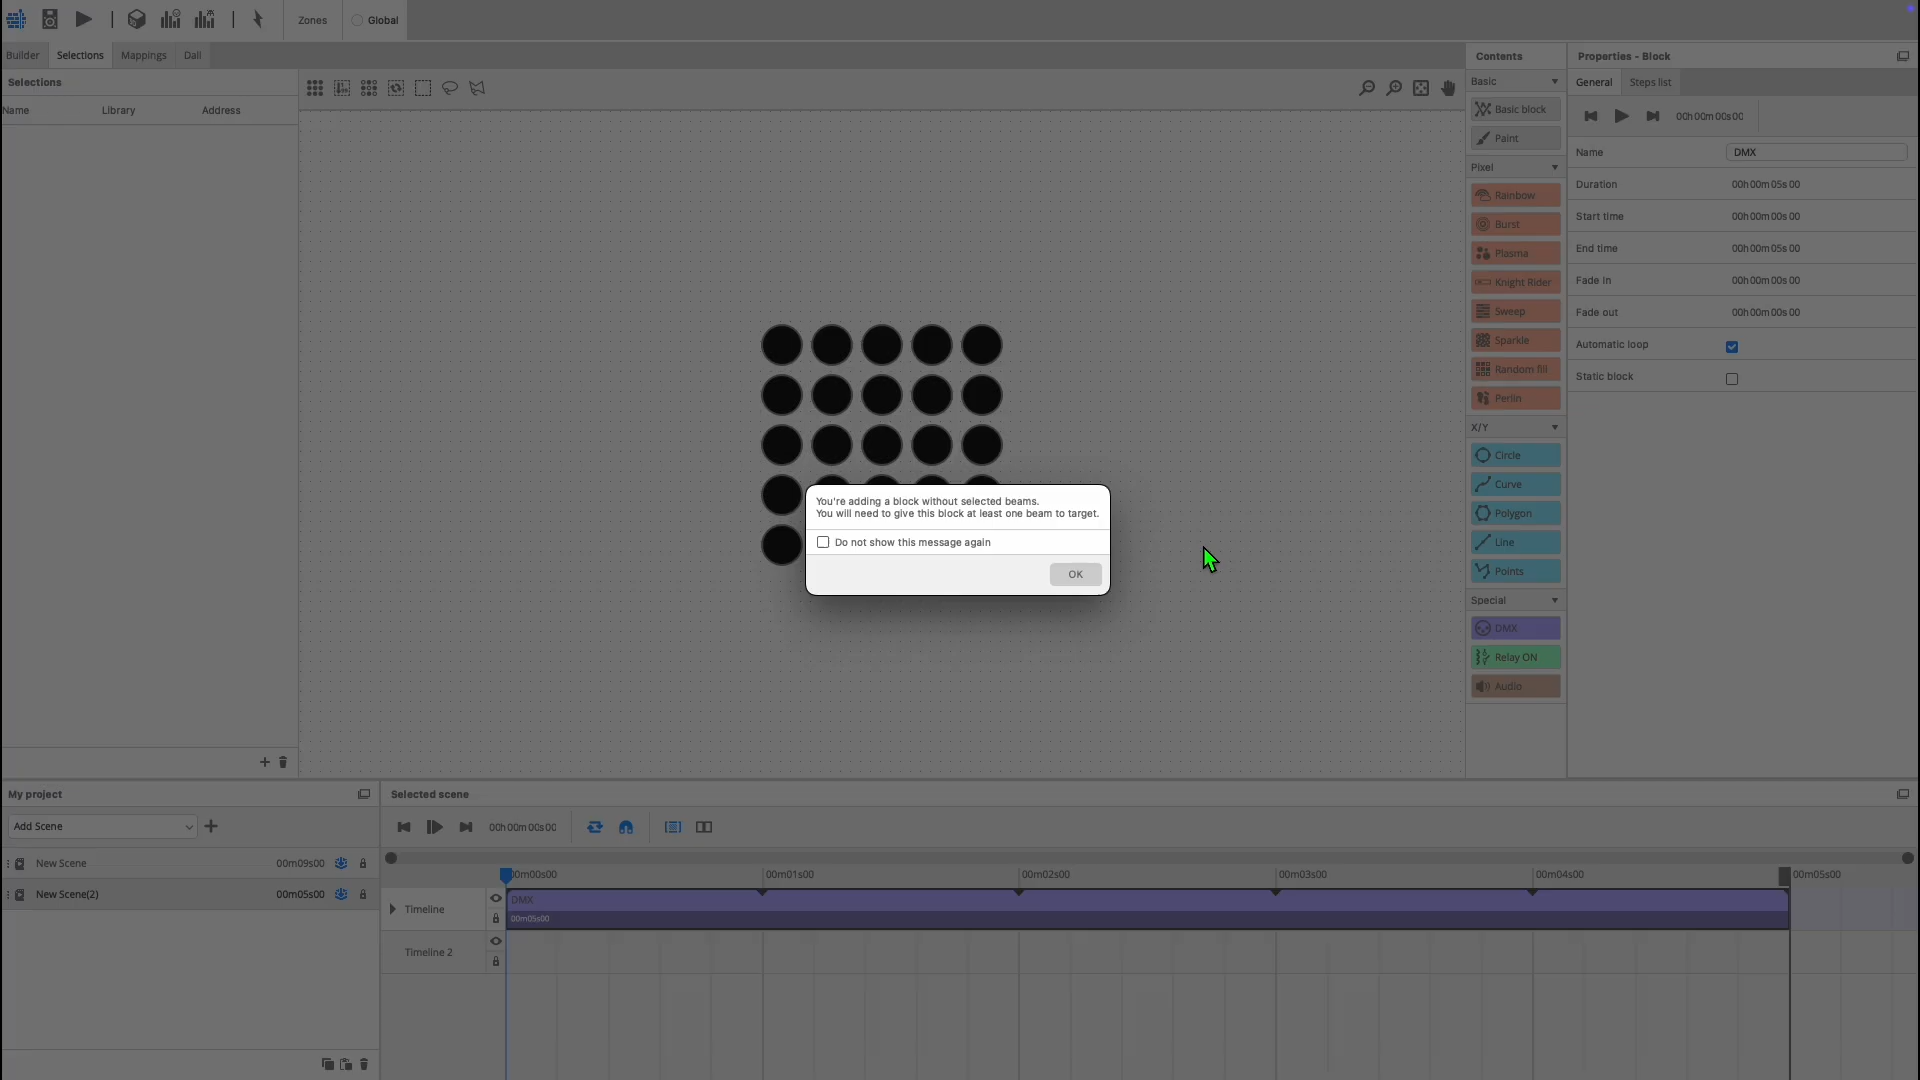 Zones
Global
Builder
Selections
Mappings
Dall
Selections
Name Library Address
Contents
Basic
Basic block
Paint
Pixel
Rainbow
Burst
Plasma
Knight Rider
Sweep
Sparkle
Random fill
Perlin
X/Y
Circle
Curve
Polygon
Line
Points
Special
DMX
Relay ON
Audio
Properties - Block
General
Steps list
00h00m00s00
Name DMX
Duration 00h00m05s00
Start time 00h00m00s00
End time 00h00m05s00
Fade in 00h00m00s00
Fade out 00h00m00s00
Automatic loop
Static block
You're adding a block without selected beams.
You will need to give this block at least one beam to target.
Do not show this message again
OK
My project
Add Scene
New Scene 00m09s00
New Scene(2) 00m05s00
Selected scene
00h00m00s00
00m00s00 00m01s00 00m02s00 00m03s00 00m04s00 00m05s00
Timeline
DMX
00m05s00
Timeline 2